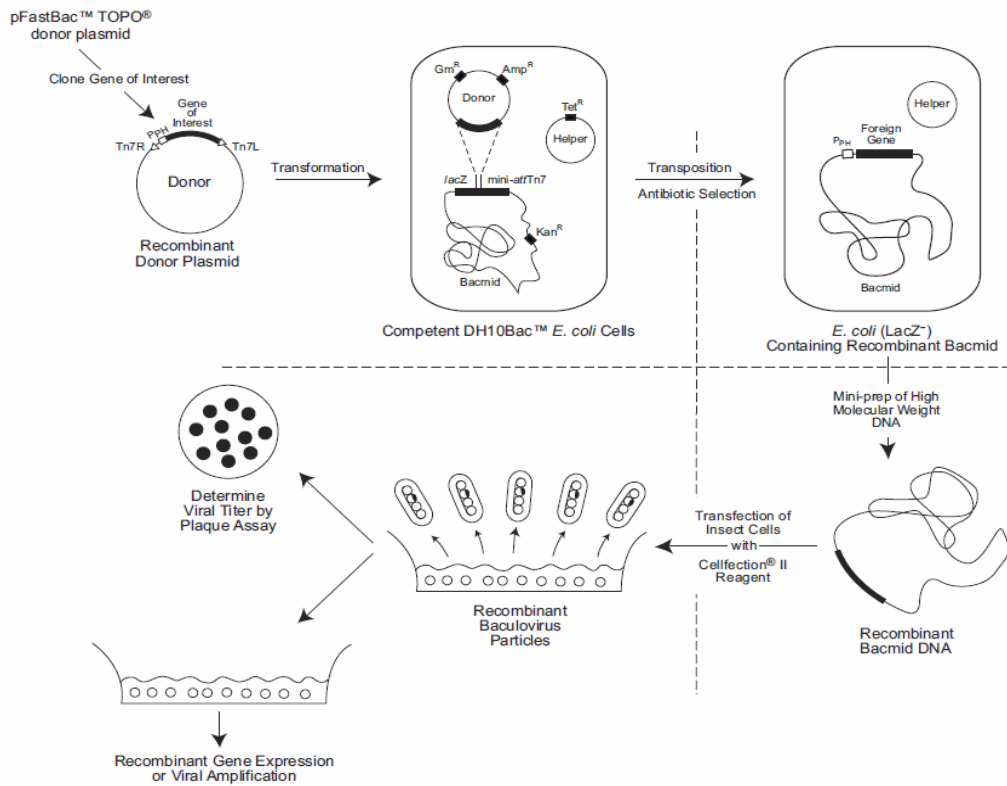 pFastBac™ TOPO®
donor plasmid
Clone Gene of Interest
Gene
of
Interest
PPH
Tn7R
Tn7L
Donor
Recombinant
Donor Plasmid
Transformation
GmR
AmpR
Donor
TetR
Helper
lacZ
mini-attTn7
KanR
Bacmid
Competent DH10Bac™ E. coli Cells
Transposition
Antibiotic Selection
Helper
Foreign
Gene
PPH
Bacmid
E. coli (LacZ⁻)
Containing Recombinant Bacmid
Mini-prep of High
Molecular Weight
DNA
Recombinant
Bacmid DNA
Transfection of
Insect Cells
with
Cellfection® II
Reagent
Recombinant
Baculovirus
Particles
Determine
Viral Titer by
Plaque Assay
Recombinant Gene Expression
or Viral Amplification